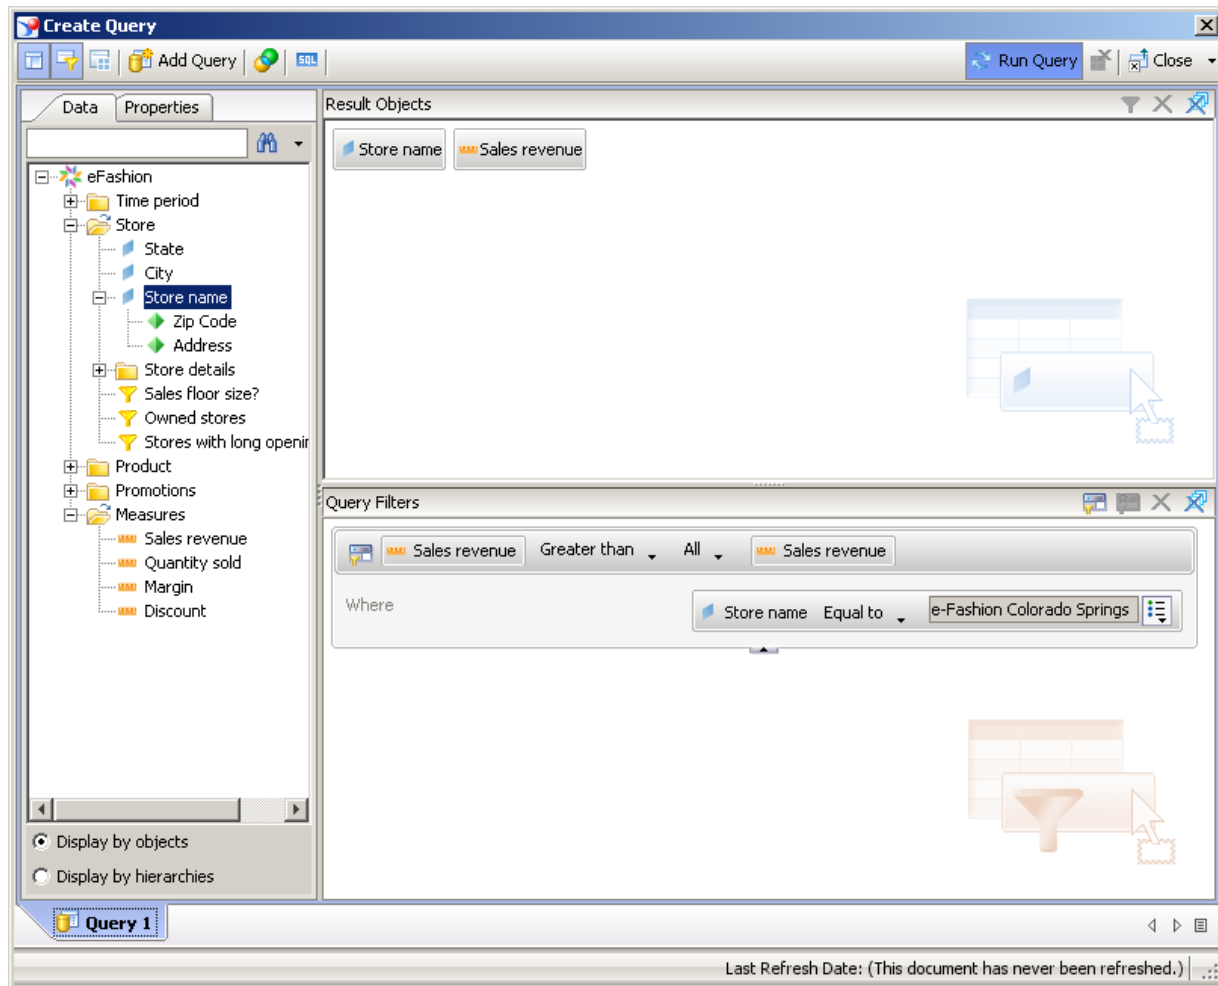 Create Query
Add Query
SQL
Run Query
Close
Data
Properties
eFashion
Time period
Store
State
City
Store name
Zip Code
Address
Store details
Sales floor size?
Owned stores
Stores with long openin
Product
Promotions
Measures
Sales revenue
Quantity sold
Margin
Discount
Display by objects
Display by hierarchies
Result Objects
Store name Sales revenue
Query Filters
Sales revenue Greater than All Sales revenue
Where
Store name Equal to e-Fashion Colorado Springs
Query 1
Last Refresh Date: (This document has never been refreshed.)